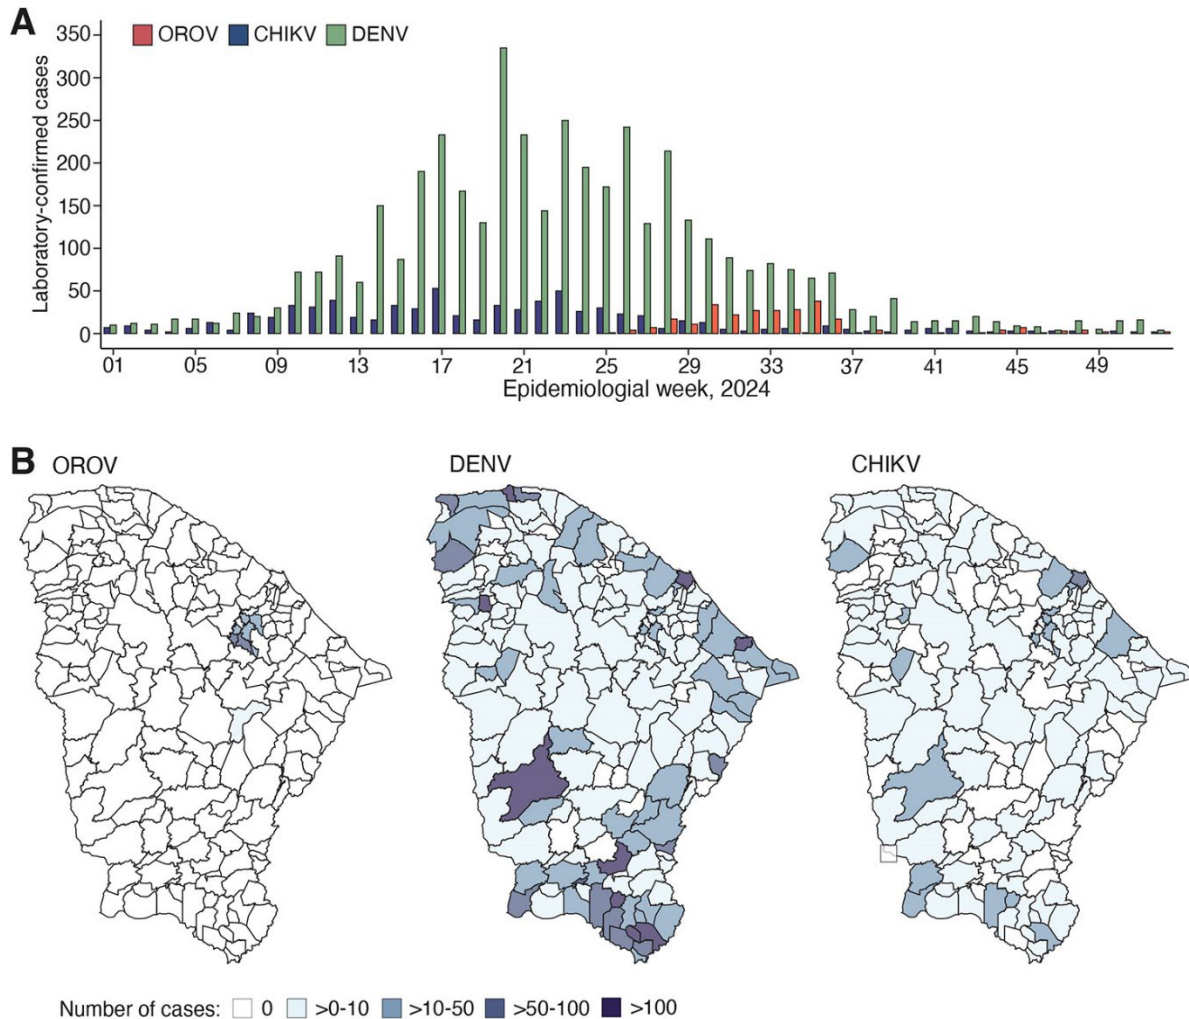 A
OROV CHIKV DENV
Laboratory-confirmed cases
350
300
250
200
150
100
50
0
01 05 09 13 17 21 25 29 33 37 41 45 49
Epidemiologial week, 2024
B
OROV DENV CHIKV
Number of cases: 0 >0-10 >10-50 >50-100 >100